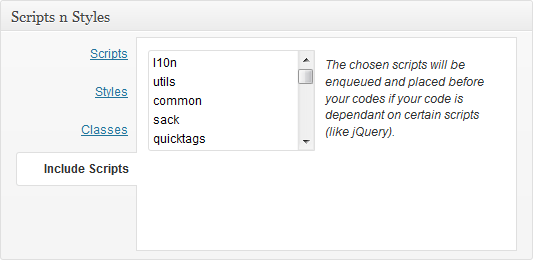 Scripts n Styles
Scripts
Styles
Classes
Include Scripts
l10n
utils
common
sack
quicktags
The chosen scripts will be
enqueued and placed before
your codes if your code is
dependant on certain scripts
(like jQuery).